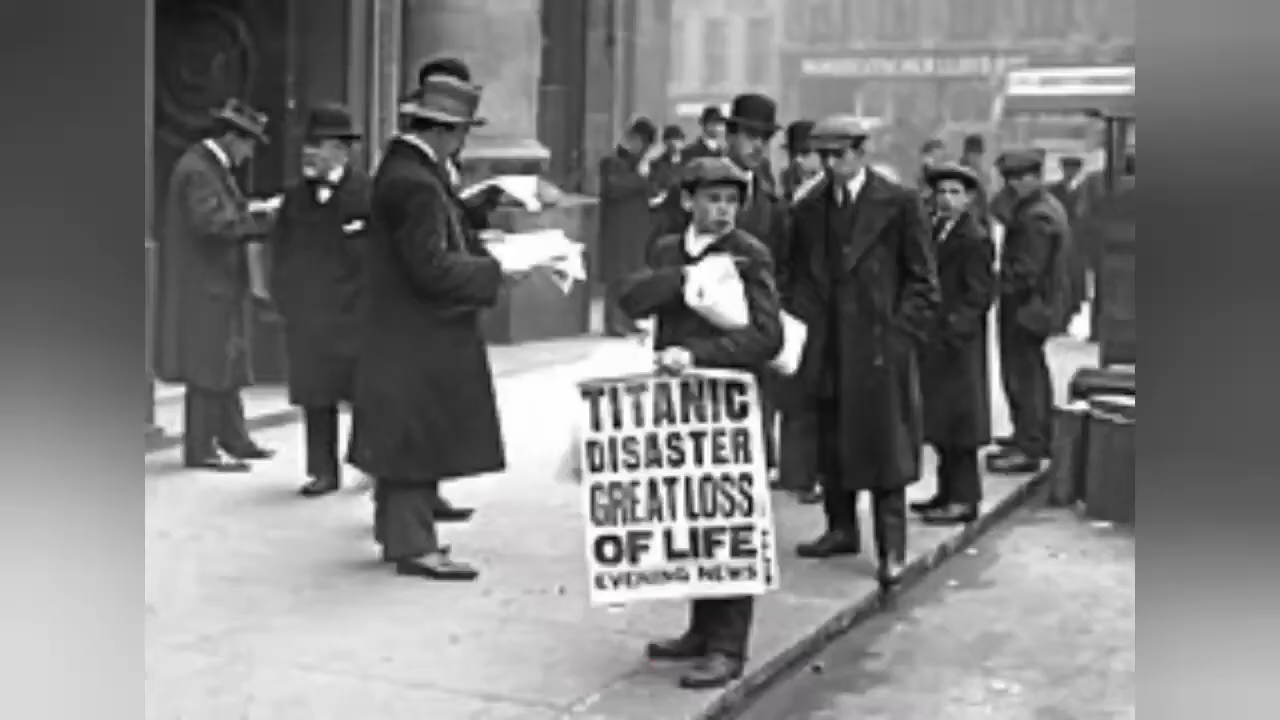 TITANIC
DISASTER
GREAT LOSS
OF LIFE
EVENING NEWS